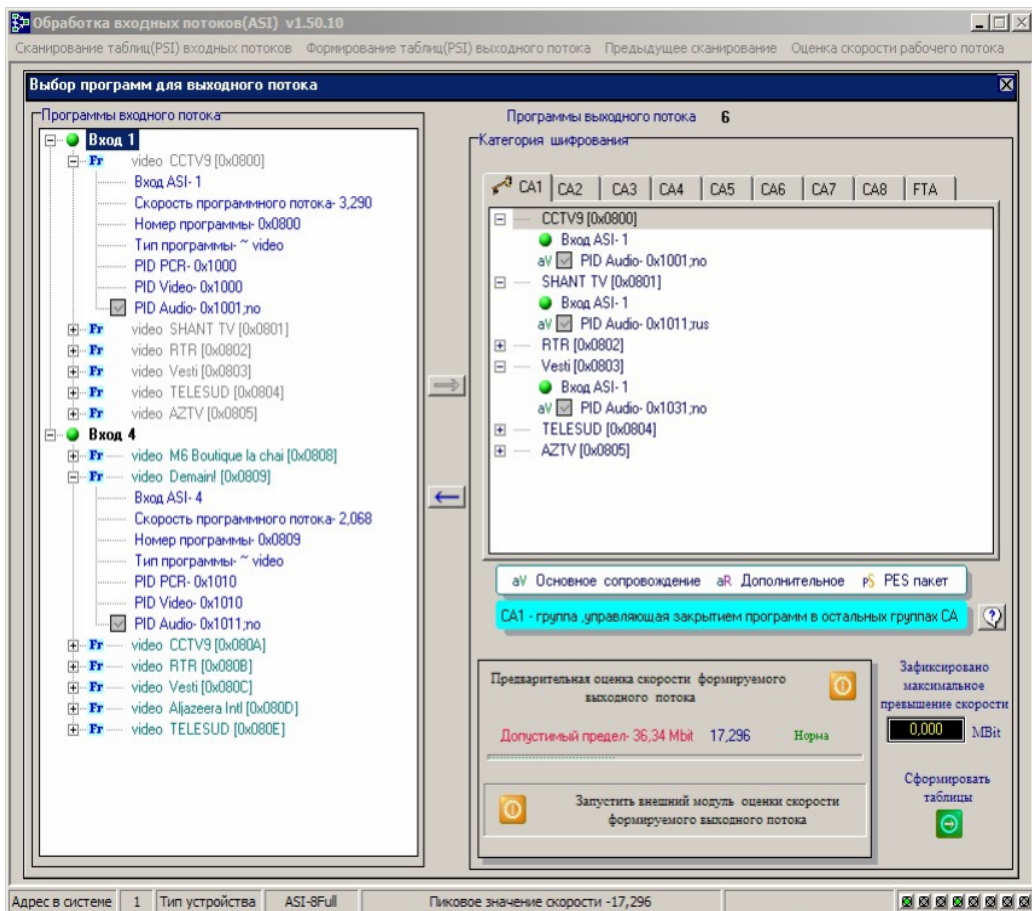 Обработка входных потоков(ASI) v1.50.10
Сканирование таблиц(PSI) входных потоков Формирование таблиц(PSI) выходного потока Предыдущее сканирование Оценка скорости рабочего потока
Выбор программ для выходного потока
Программы входного потока
Вход 1
Fr video CCTV9 [0x0800]
Вход ASI- 1
Скорость программного потока- 3,290
Номер программы- 0x0800
Тип программы- ~ video
PID PCR- 0x1000
PID Video- 0x1000
PID Audio- 0x1001;no
Fr video SHANT TV [0x0801]
Fr video RTR [0x0802]
Fr video Vesti [0x0803]
Fr video TELESUD [0x0804]
Fr video AZTV [0x0805]
Вход 4
Fr video M6 Boutique la chai [0x0808]
Fr video Demain! [0x0809]
Вход ASI- 4
Скорость программного потока- 2,068
Номер программы- 0x0809
Тип программы- ~ video
PID PCR- 0x1010
PID Video- 0x1010
PID Audio- 0x1011;no
Fr video CCTV9 [0x080A]
Fr video RTR [0x080B]
Fr video Vesti [0x080C]
Fr video Aljazeera Intl [0x080D]
Fr video TELESUD [0x080E]
Программы выходного потока 6
Категория шифрования
CA1 CA2 CA3 CA4 CA5 CA6 CA7 CA8 FTA
CCTV9 [0x0800]
Вход ASI- 1
aV PID Audio- 0x1001;no
SHANT TV [0x0801]
Вход ASI- 1
aV PID Audio- 0x1011;rus
RTR [0x0802]
Vesti [0x0803]
Вход ASI- 1
aV PID Audio- 0x1031;no
TELESUD [0x0804]
AZTV [0x0805]
aV Основное сопровождение aR Дополнительное pS PES пакет
CA1 - группа ,управляющая закрытием программ в остальных группах CA
Предварительная оценка скорости формируемого
выходного потока
Допустимый предел- 36,34 Mbit 17,296 Норма
Запустить внешний модуль оценки скорости
формируемого выходного потока
Зафиксировано
максимальное
превышение скорости
0,000 MBit
Сформировать
таблицы
Адрес в системе 1 Тип устройства ASI-8Full Пиковое значение скорости -17,296